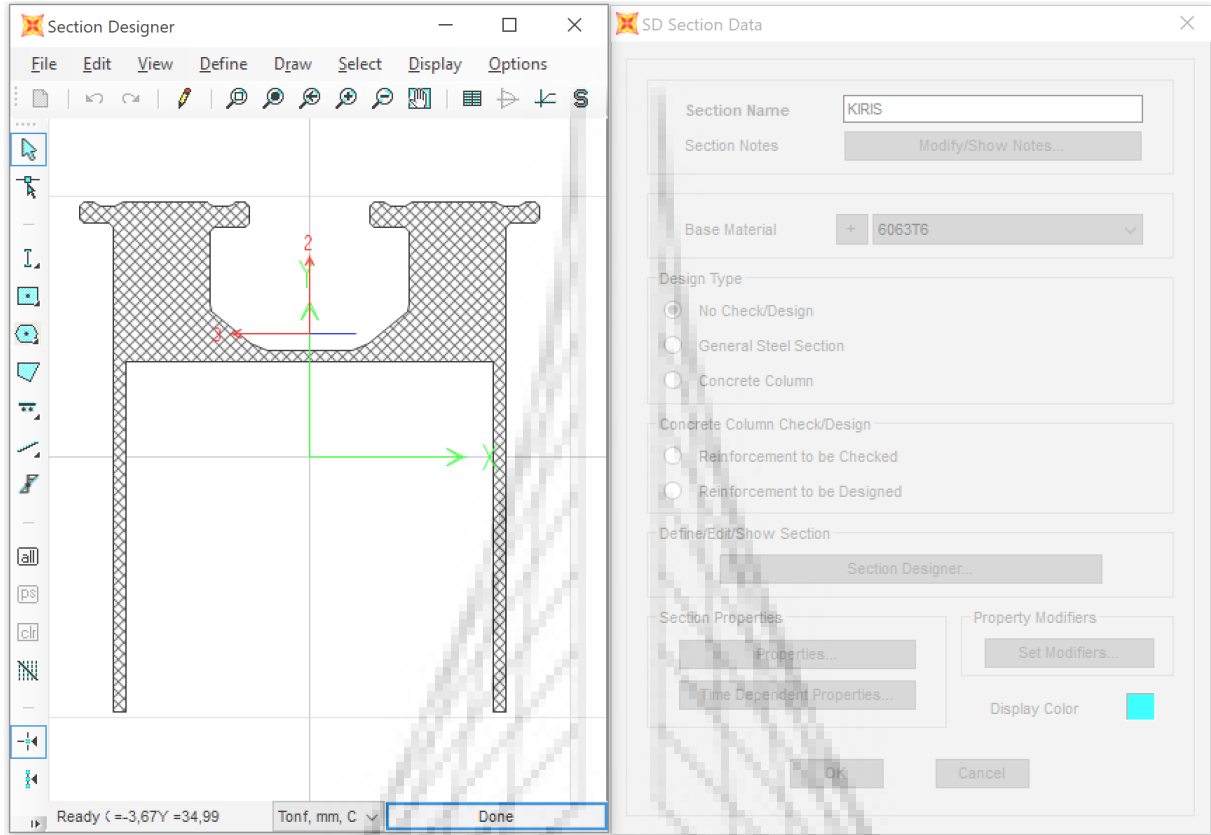 Section Designer
File Edit View Define Draw Select Display Options
2
Y
3
X
all
ps
clr
Ready ( =-3,67Y =34,99
Tonf, mm, C
Done
SD Section Data
Section Name KIRIS
Section Notes Modify/Show Notes...
Base Material + 6063T6
Design Type
No Check/Design
General Steel Section
Concrete Column
Concrete Column Check/Design
Reinforcement to be Checked
Reinforcement to be Designed
Define/Edit/Show Section
Section Designer...
Section Properties
Properties...
Time Dependent Properties...
Property Modifiers
Set Modifiers...
Display Color
OK
Cancel